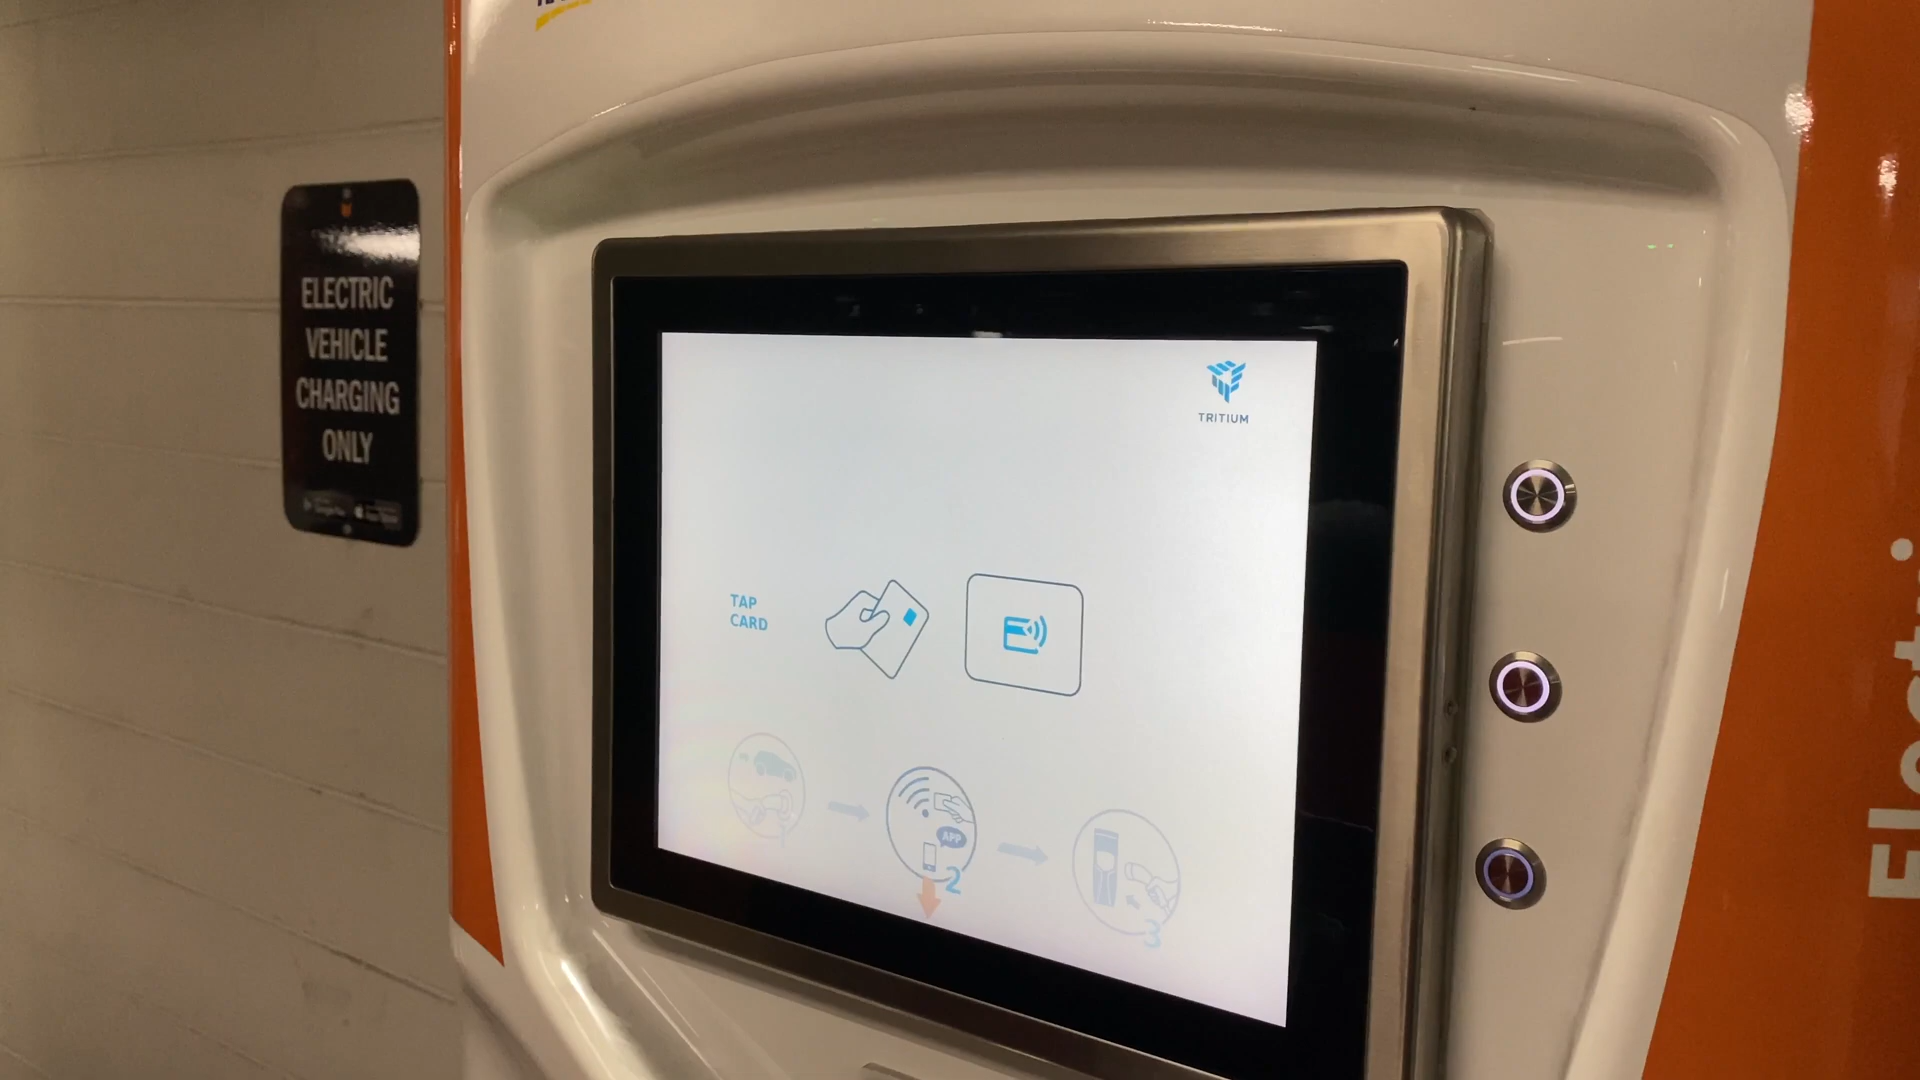 ELECTRIC
VEHICLE
CHARGING
ONLY
TRITIUM
TAP
CARD
APP
2
3